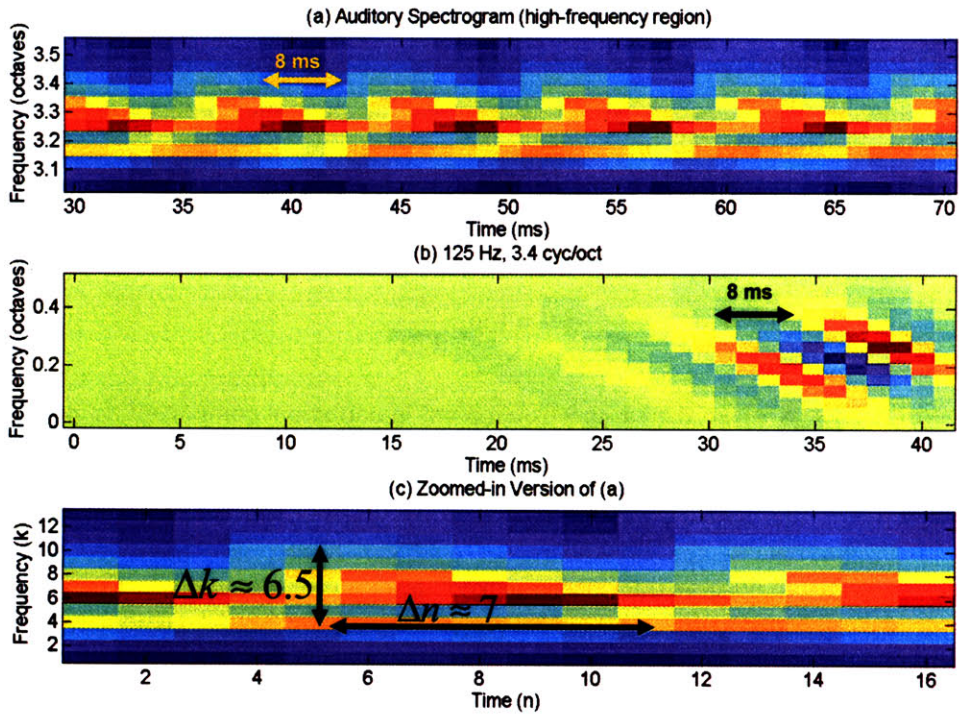 (a) Auditory Spectrogram (high-frequency region)
Frequency (octaves)
3.5
3.4
3.3
3.2
3.1
8 ms
30 35 40 45 50 55 60 65 70
Time (ms)
(b) 125 Hz, 3.4 cyc/oct
Frequency (octaves)
0.4
0.2
0
8 ms
0 5 10 15 20 25 30 35 40
Time (ms)
(c) Zoomed-in Version of (a)
Frequency (k)
12
10
8
6
4
2
Δk ≈ 6.5
Δn ≈ 7
2 4 6 8 10 12 14 16
Time (n)